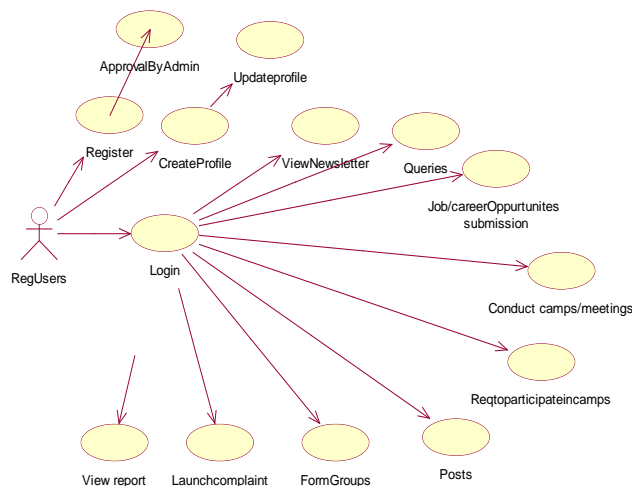 ApprovalByAdmin
Updateprofile
Register
CreateProfile
ViewNewsletter
Queries
Job/careerOppurtunites
submission
RegUsers
Login
Conduct camps/meetings
Reqtoparticipateincamps
View report
Launchcomplaint
FormGroups
Posts